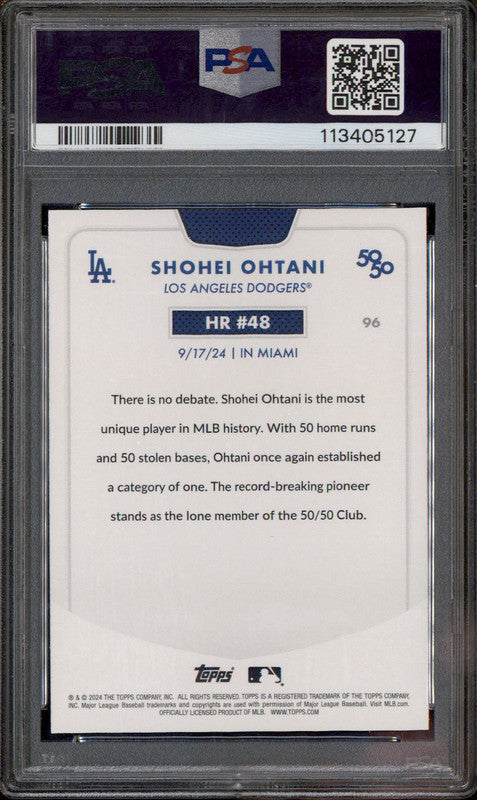 PSA
PSA
113405127
LA
SHOHEI OHTANI
50/50
LOS ANGELES DODGERS®
HR #48
96
9/17/24 | IN MIAMI
There is no debate. Shohei Ohtani is the most
unique player in MLB history. With 50 home runs
and 50 stolen bases, Ohtani once again established
a category of one. The record-breaking pioneer
stands as the lone member of the 50/50 Club.
TOPPS
® & © 2024 THE TOPPS COMPANY, INC. ALL RIGHTS RESERVED. TOPPS IS A REGISTERED TRADEMARK OF THE TOPPS COMPANY,
INC. Major League Baseball trademarks and copyrights are used with permission of Major League Baseball. Visit MLB.com.
OFFICIALLY LICENSED PRODUCT OF MLB. WWW.TOPPS.COM